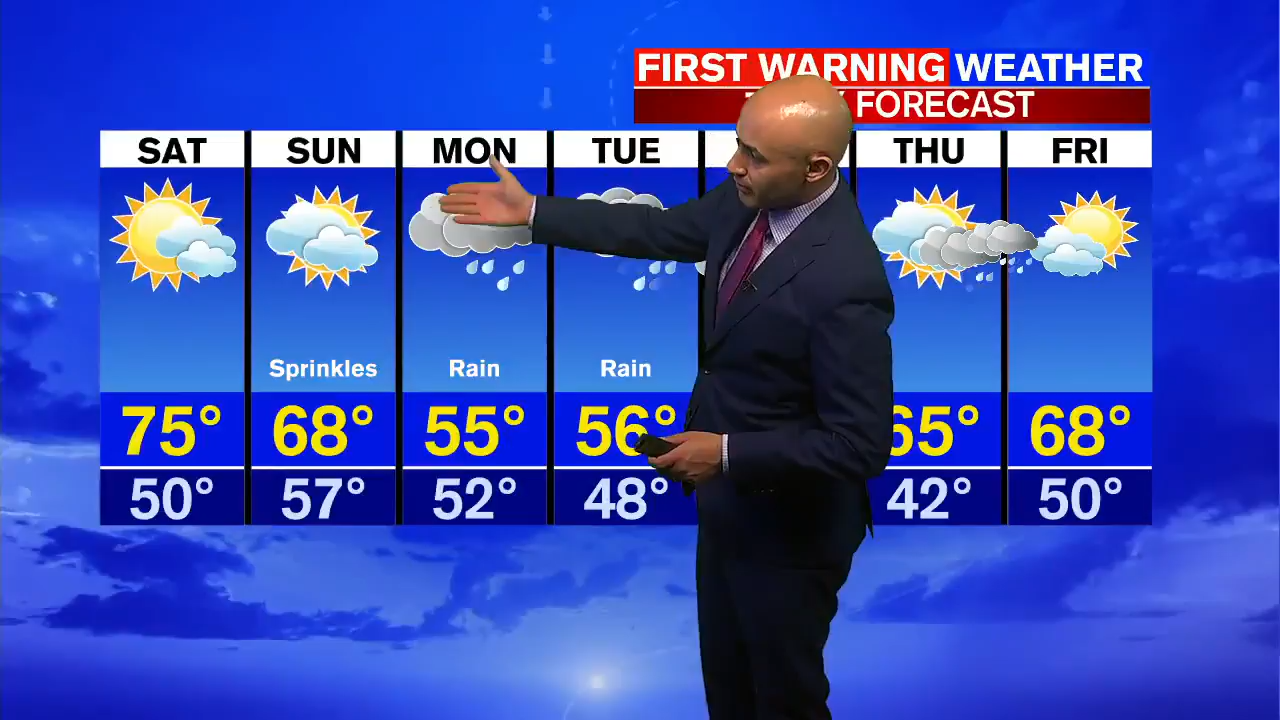 FIRST WARNING WEATHER
FORECAST
SAT SUN MON TUE THU FRI
Sprinkles Rain Rain
75° 68° 55° 56° 65° 68°
50° 57° 52° 48° 42° 50°